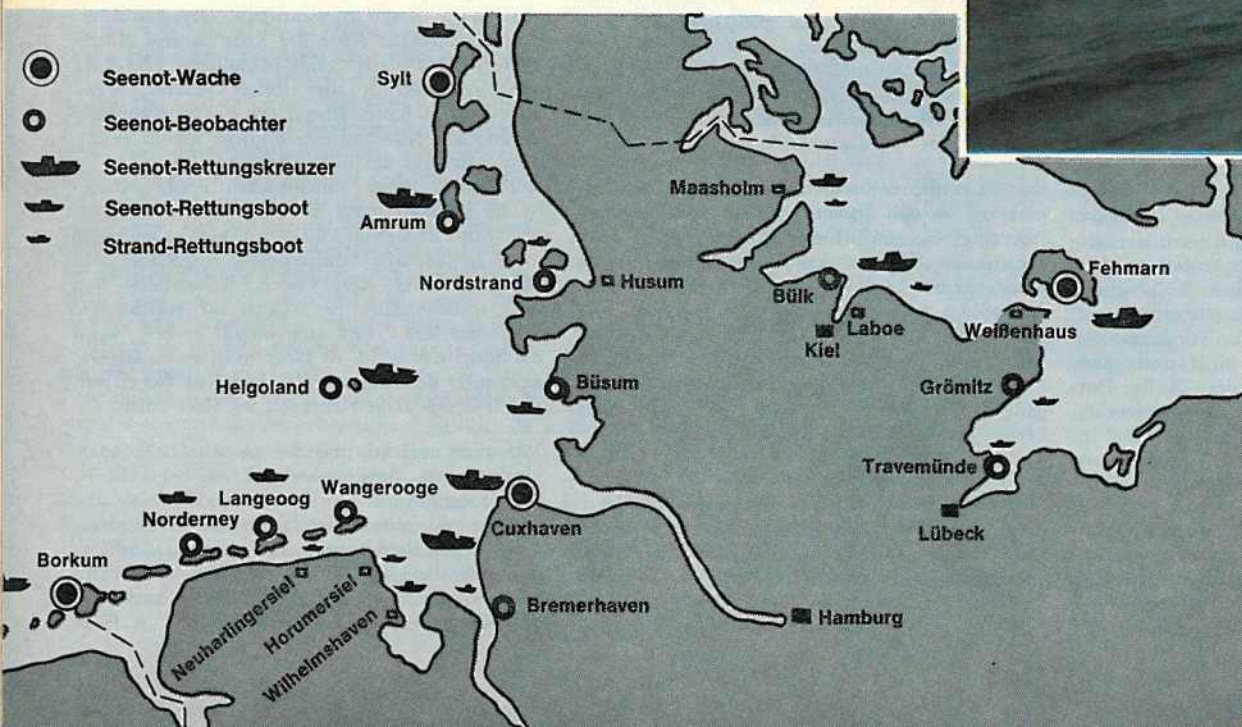 Seenot-Wache
Seenot-Beobachter
Seenot-Rettungskreuzer
Seenot-Rettungsboot
Strand-Rettungsboot
Sylt
Amrum
Maasholm
Nordstrand
Husum
Bülk
Laboe
Kiel
Fehmarn
Weißenhaus
Helgoland
Büsum
Grömitz
Travemünde
Lübeck
Wangerooge
Langeoog
Norderney
Cuxhaven
Borkum
Neuharlingersiel
Horumersiel
Wilhelmshaven
Bremerhaven
Hamburg